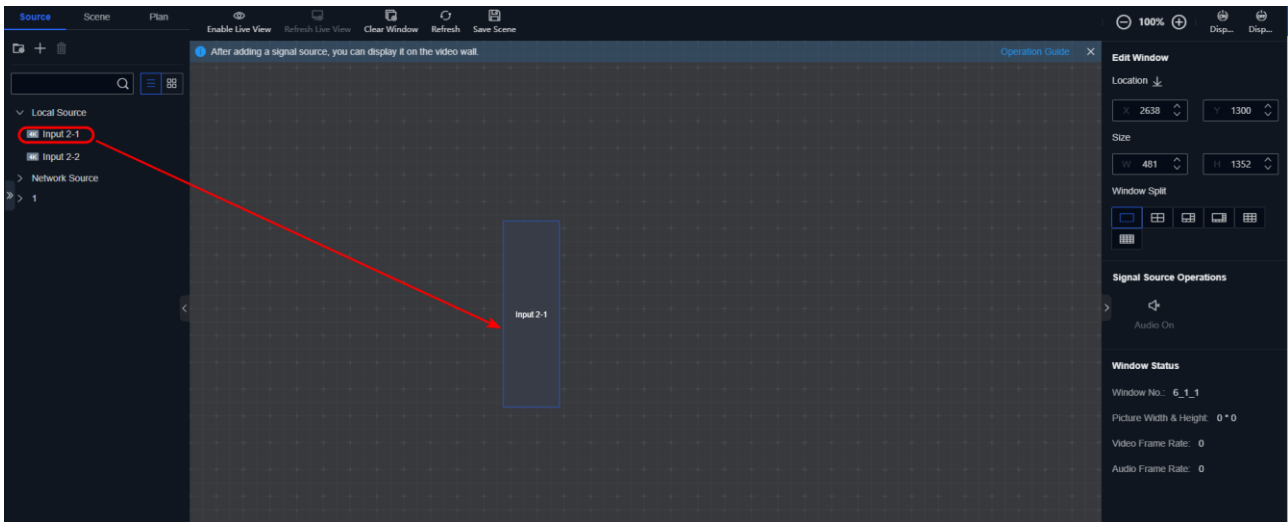 Source Scene Plan
Enable Live View Refresh Live View Clear Window Refresh Save Scene
100%
Disp... Disp...
After adding a signal source, you can display it on the video wall.
Operation Guide
Local Source
4K Input 2-1
4K Input 2-2
Network Source
1
Input 2-1
Edit Window
Location
X 2638 Y 1300
Size
W 481 H 1352
Window Split
Signal Source Operations
Audio On
Window Status
Window No.: 6_1_1
Picture Width & Height: 0 * 0
Video Frame Rate: 0
Audio Frame Rate: 0